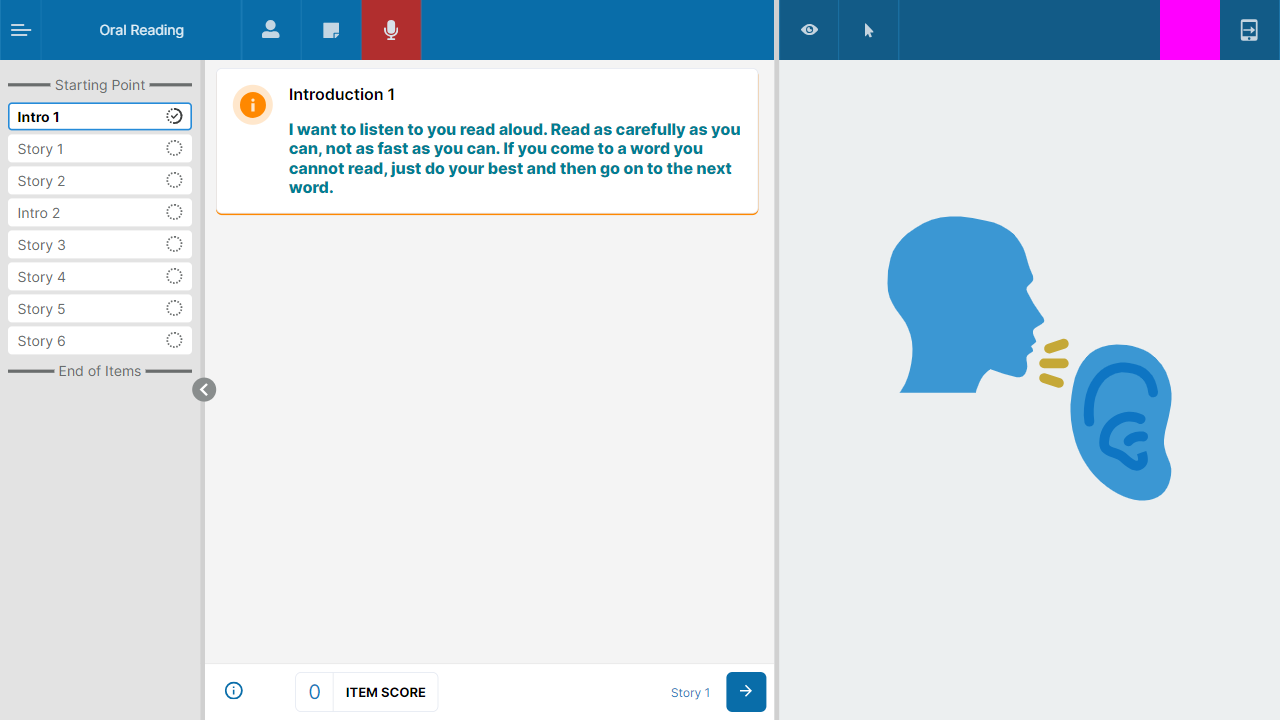 Oral Reading
Starting Point
Intro 1
Story 1
Story 2
Intro 2
Story 3
Story 4
Story 5
Story 6
End of Items
Introduction 1
I want to listen to you read aloud. Read as carefully as you
can, not as fast as you can. If you come to a word you
cannot read, just do your best and then go on to the next
word.
0 ITEM SCORE
Story 1